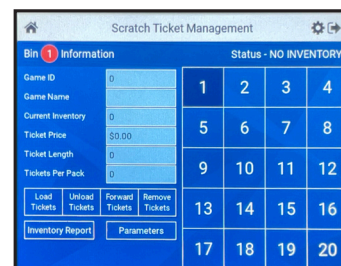 Scratch Ticket Management
Bin 1 Information
Status - NO INVENTORY
Game ID 0
Game Name
Current Inventory 0
Ticket Price $0.00
Ticket Length 0
Tickets Per Pack 0
Load Tickets
Unload Tickets
Forward Tickets
Remove Tickets
Inventory Report
Parameters
1 2 3 4
5 6 7 8
9 10 11 12
13 14 15 16
17 18 19 20